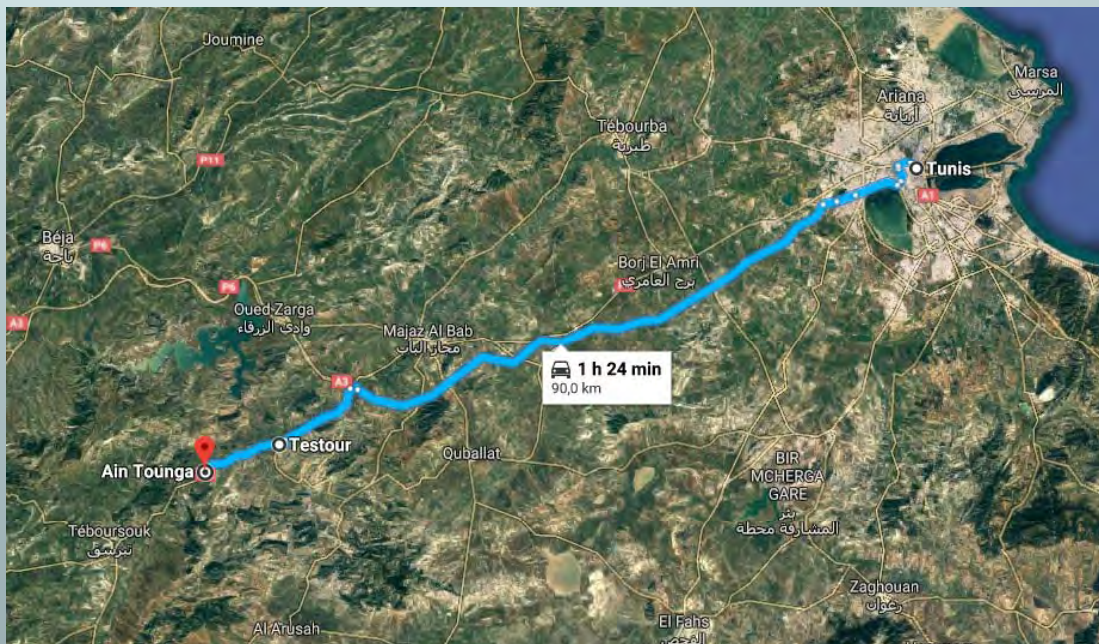 Joumine
Marsa
المرسى
Ariana
أريانة
Tébourba
طبربة
P11
Tunis
A1
Béja
باجة
P6
Borj El Amri
برج العامري
P6
Oued Zarga
وادي الزرقاء
A3
Majaz Al Bab
مجاز الباب
1 h 24 min
90,0 km
A3
Testour
Quballat
Ain Tounga
BIR
MCHERGA
GARE
بئر
المشارقة محطة
Téboursouk
تبرسق
Zaghouan
زغوان
El Fahs
الفحص
Al Arusah